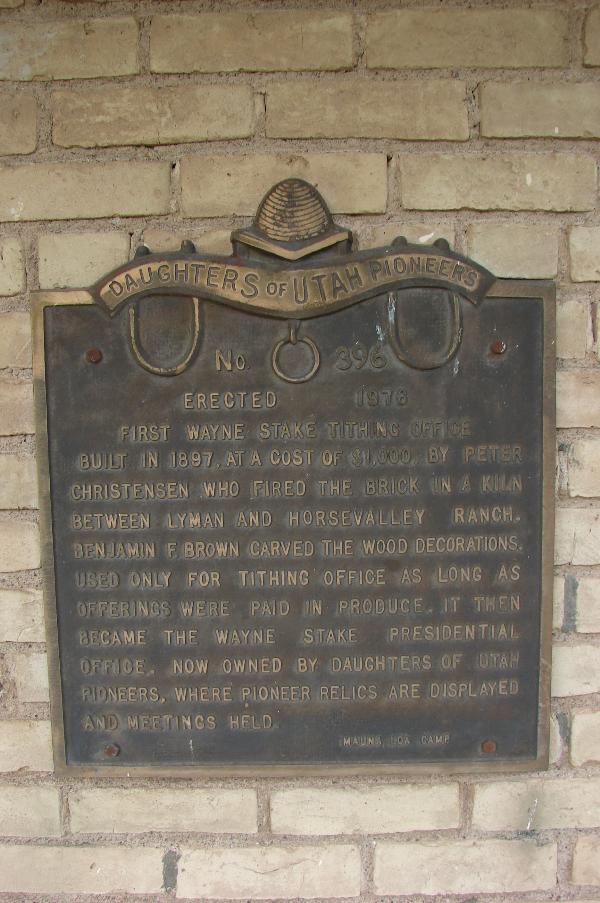 DAUGHTERS OF UTAH PIONEERS
No. 396
ERECTED 1978
FIRST WAYNE STAKE TITHING OFFICE
BUILT IN 1897, AT A COST OF $1,000, BY PETER
CHRISTENSEN WHO FIRED THE BRICK IN A KILN
BETWEEN LYMAN AND HORSEVALLEY RANCH.
BENJAMIN F. BROWN CARVED THE WOOD DECORATIONS.
USED ONLY FOR TITHING OFFICE AS LONG AS
OFFERINGS WERE PAID IN PRODUCE. IT THEN
BECAME THE WAYNE STAKE PRESIDENTIAL
OFFICE. NOW OWNED BY DAUGHTERS OF UTAH
PIONEERS, WHERE PIONEER RELICS ARE DISPLAYED
AND MEETINGS HELD.
MAUNA LOA CAMP